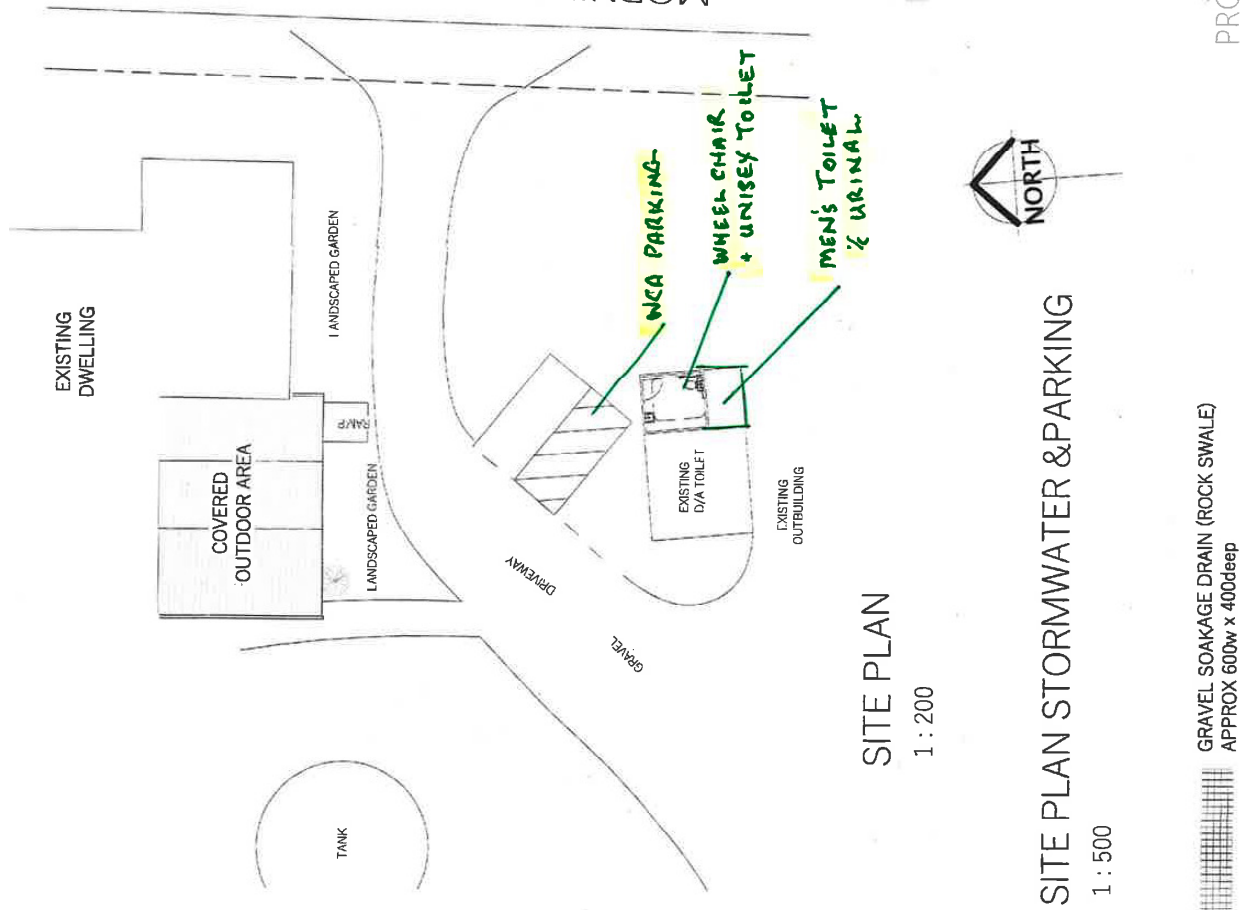 EXISTING
DWELLING
LANDSCAPED GARDEN
COVERED
OUTDOOR AREA
RAMP
LANDSCAPED GARDEN
DRIVEWAY
GRAVEL
TANK
WCA PARKING
WHEEL CHAIR
+ UNISEX TOILET
MEN'S TOILET
& URINAL
EXISTING
D/A TOILET
EXISTING
OUTBUILDING
NORTH
SITE PLAN
1 : 200
SITE PLAN STORMWATER & PARKING
1 : 500
GRAVEL SOAKAGE DRAIN (ROCK SWALE)
APPROX 600w x 400deep